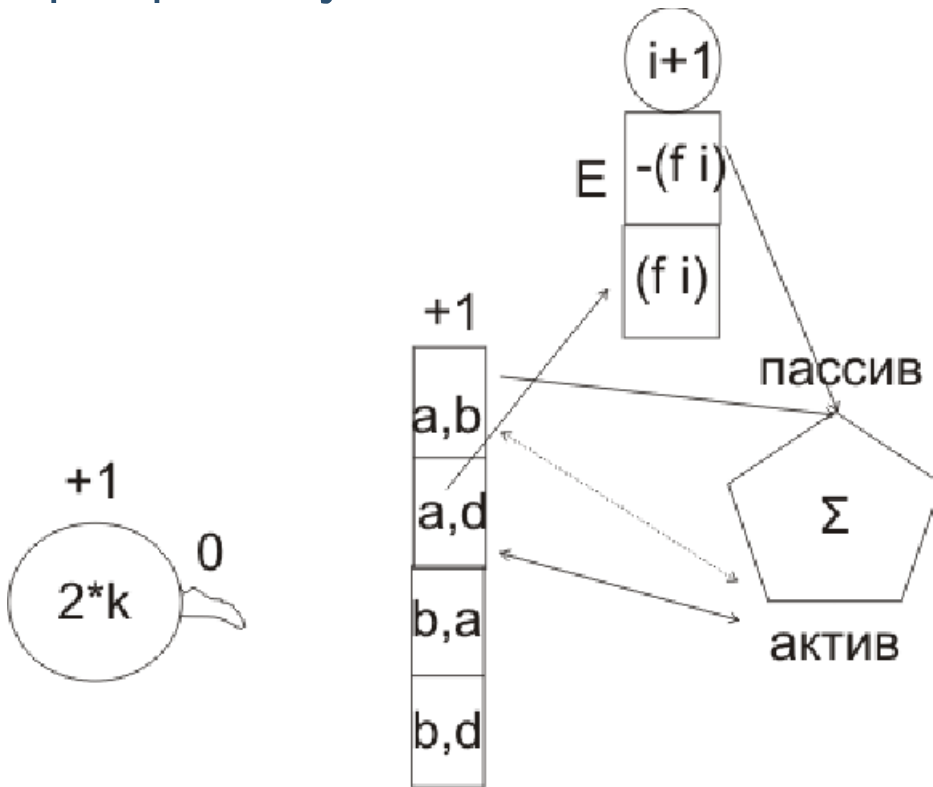 i+1
E
-(f i)
(f i)
+1
a,b
a,d
b,a
b,d
пассив
Σ
актив
+1
0
2*k